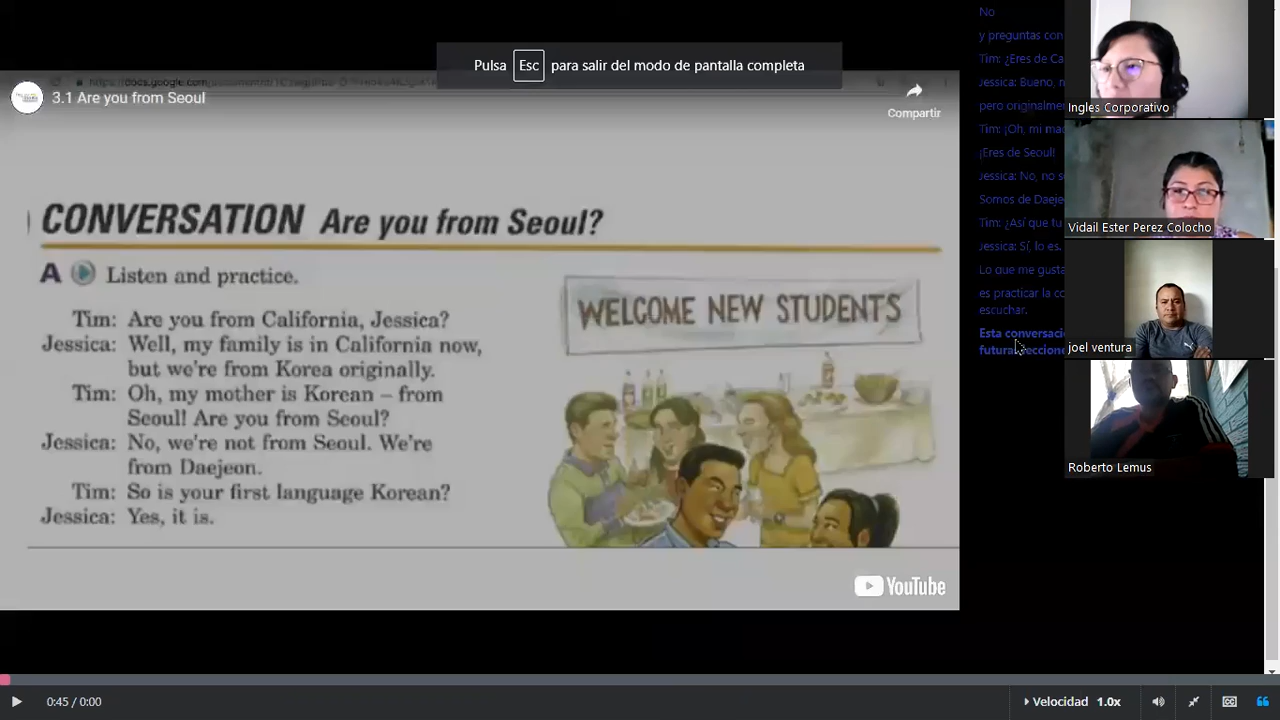 Pulsa Esc para salir del modo de pantalla completa
3.1 Are you from Seoul
Compartir
CONVERSATION Are you from Seoul?
A Listen and practice.
Tim: Are you from California, Jessica?
Jessica: Well, my family is in California now,
but we're from Korea originally.
Tim: Oh, my mother is Korean – from
Seoul! Are you from Seoul?
Jessica: No, we're not from Seoul. We're
from Daejeon.
Tim: So is your first language Korean?
Jessica: Yes, it is.
WELCOME NEW STUDENTS
YouTube
No
y preguntas con
Tim: ¿Eres de Ca
Jessica: Bueno, m
pero originalmen
Tim: ¡Oh, mi mad
¡Eres de Seoul!
Jessica: No, no s
Somos de Daeje
Tim: ¿Así que tu
Jessica: Sí, lo es.
Lo que me gusta
es practicar la co
escuchar.
Esta conversaci
futura
Ingles Corporativo
Vidail Ester Perez Colocho
joel ventura
Roberto Lemus
0:45 / 0:00
Velocidad 1.0x